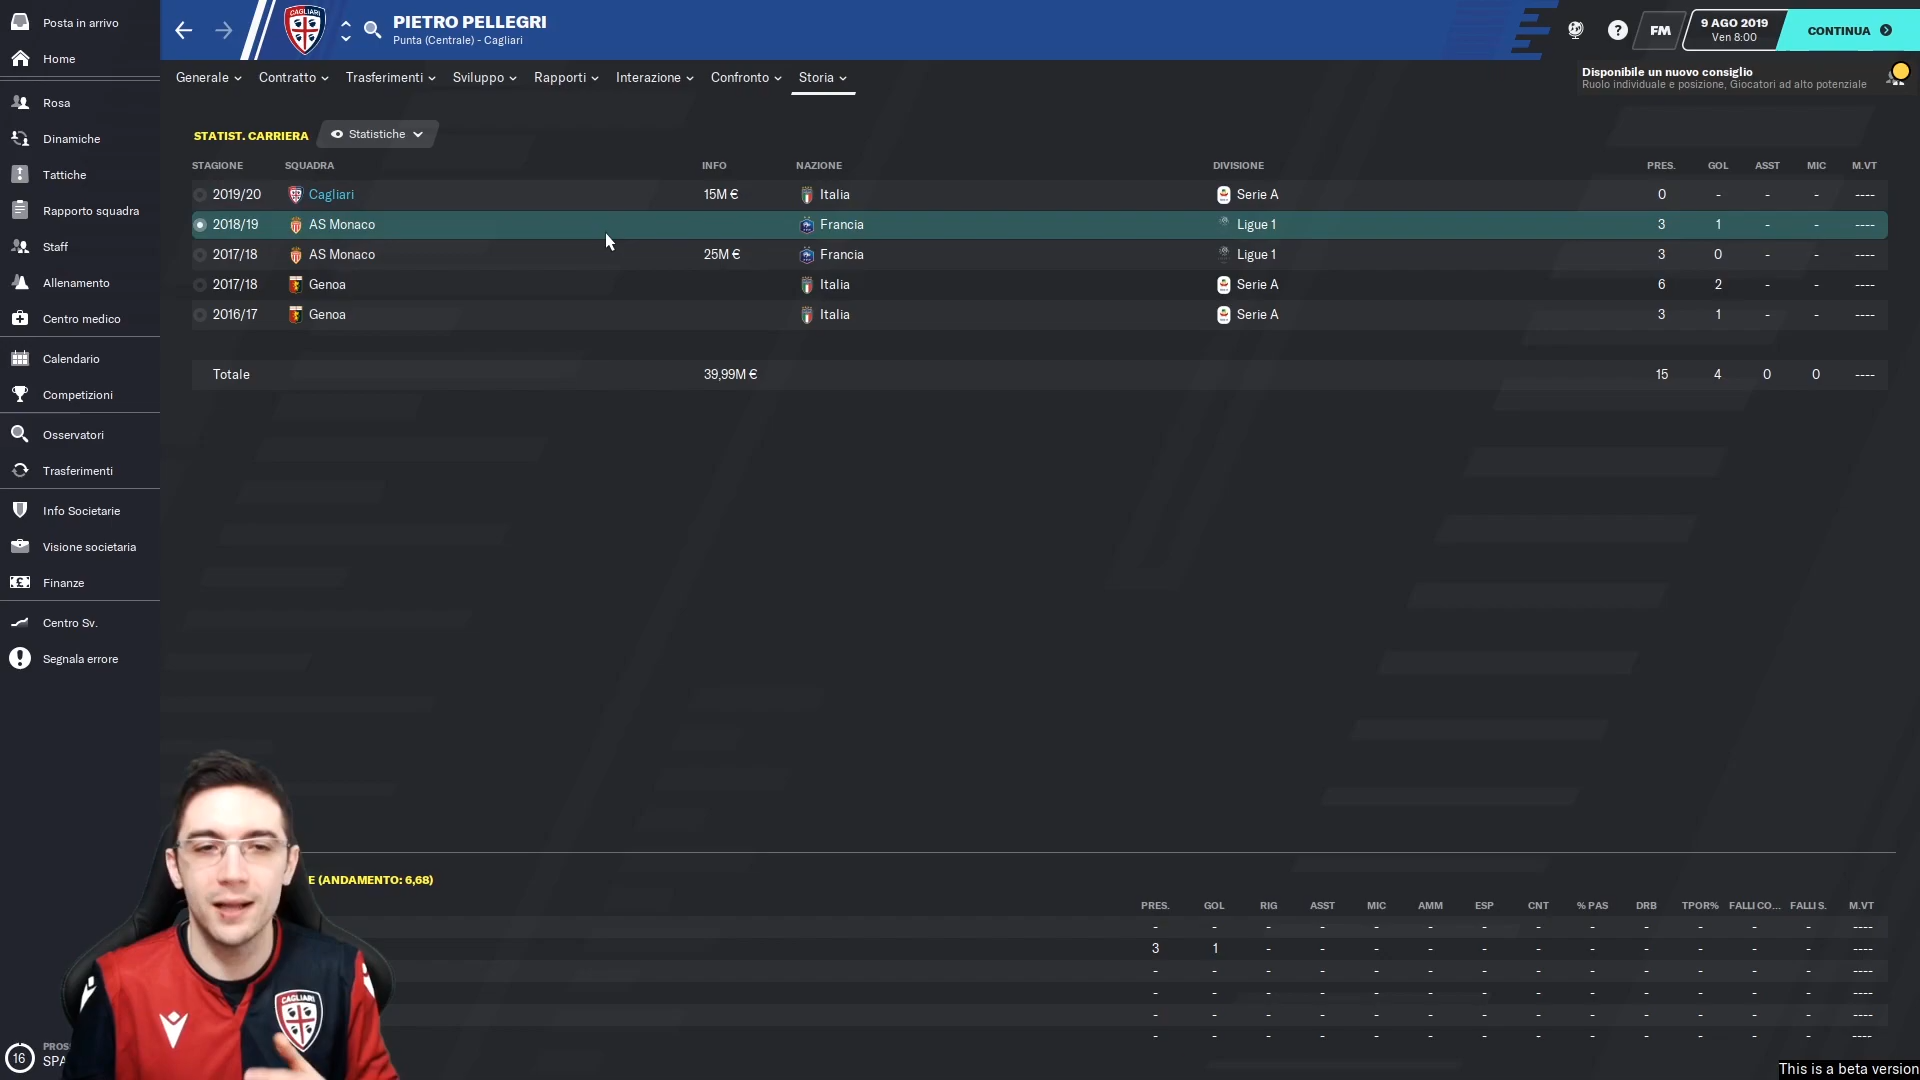 Posta in arrivo
Home
Rosa
Dinamiche
Tattiche
Rapporto squadra
Staff
Allenamento
Centro medico
Calendario
Competizioni
Osservatori
Trasferimenti
Info Societarie
Visione societaria
Finanze
Centro Sv.
Segnala errore
16
CAGLIARI
PIETRO PELLEGRI
Punta (Centrale) - Cagliari
FM
9 AGO 2019
Ven 8:00
CONTINUA
Generale Contratto Trasferimenti Sviluppo Rapporti Interazione Confronto Storia
Disponibile un nuovo consiglio
Ruolo individuale e posizione, Giocatori ad alto potenziale
STATIST. CARRIERA Statistiche
STAGIONE SQUADRA INFO NAZIONE DIVISIONE PRES. GOL ASST MIC M.VT
2019/20 Cagliari 15M € Italia Serie A 0 - - - ----
2018/19 AS Monaco Francia Ligue 1 3 1 - - ----
2017/18 AS Monaco 25M € Francia Ligue 1 3 0 - - ----
2017/18 Genoa Italia Serie A 6 2 - - ----
2016/17 Genoa Italia Serie A 3 1 - - ----
Totale 39,99M € 15 4 0 0 ----
E (ANDAMENTO: 6,68)
PRES. GOL RIG ASST MIC AMM ESP CNT % PAS DRB TPOR% FALLI CO... FALLI S. M.VT
- - - - - - - - - - - - - ----
3 1 - - - - - - - - - - - ----
- - - - - - - - - - - - - ----
- - - - - - - - - - - - - ----
- - - - - - - - - - - - - ----
- - - - - - - - - - - - - ----
CAGLIARI
PROS
SPA
This is a beta version